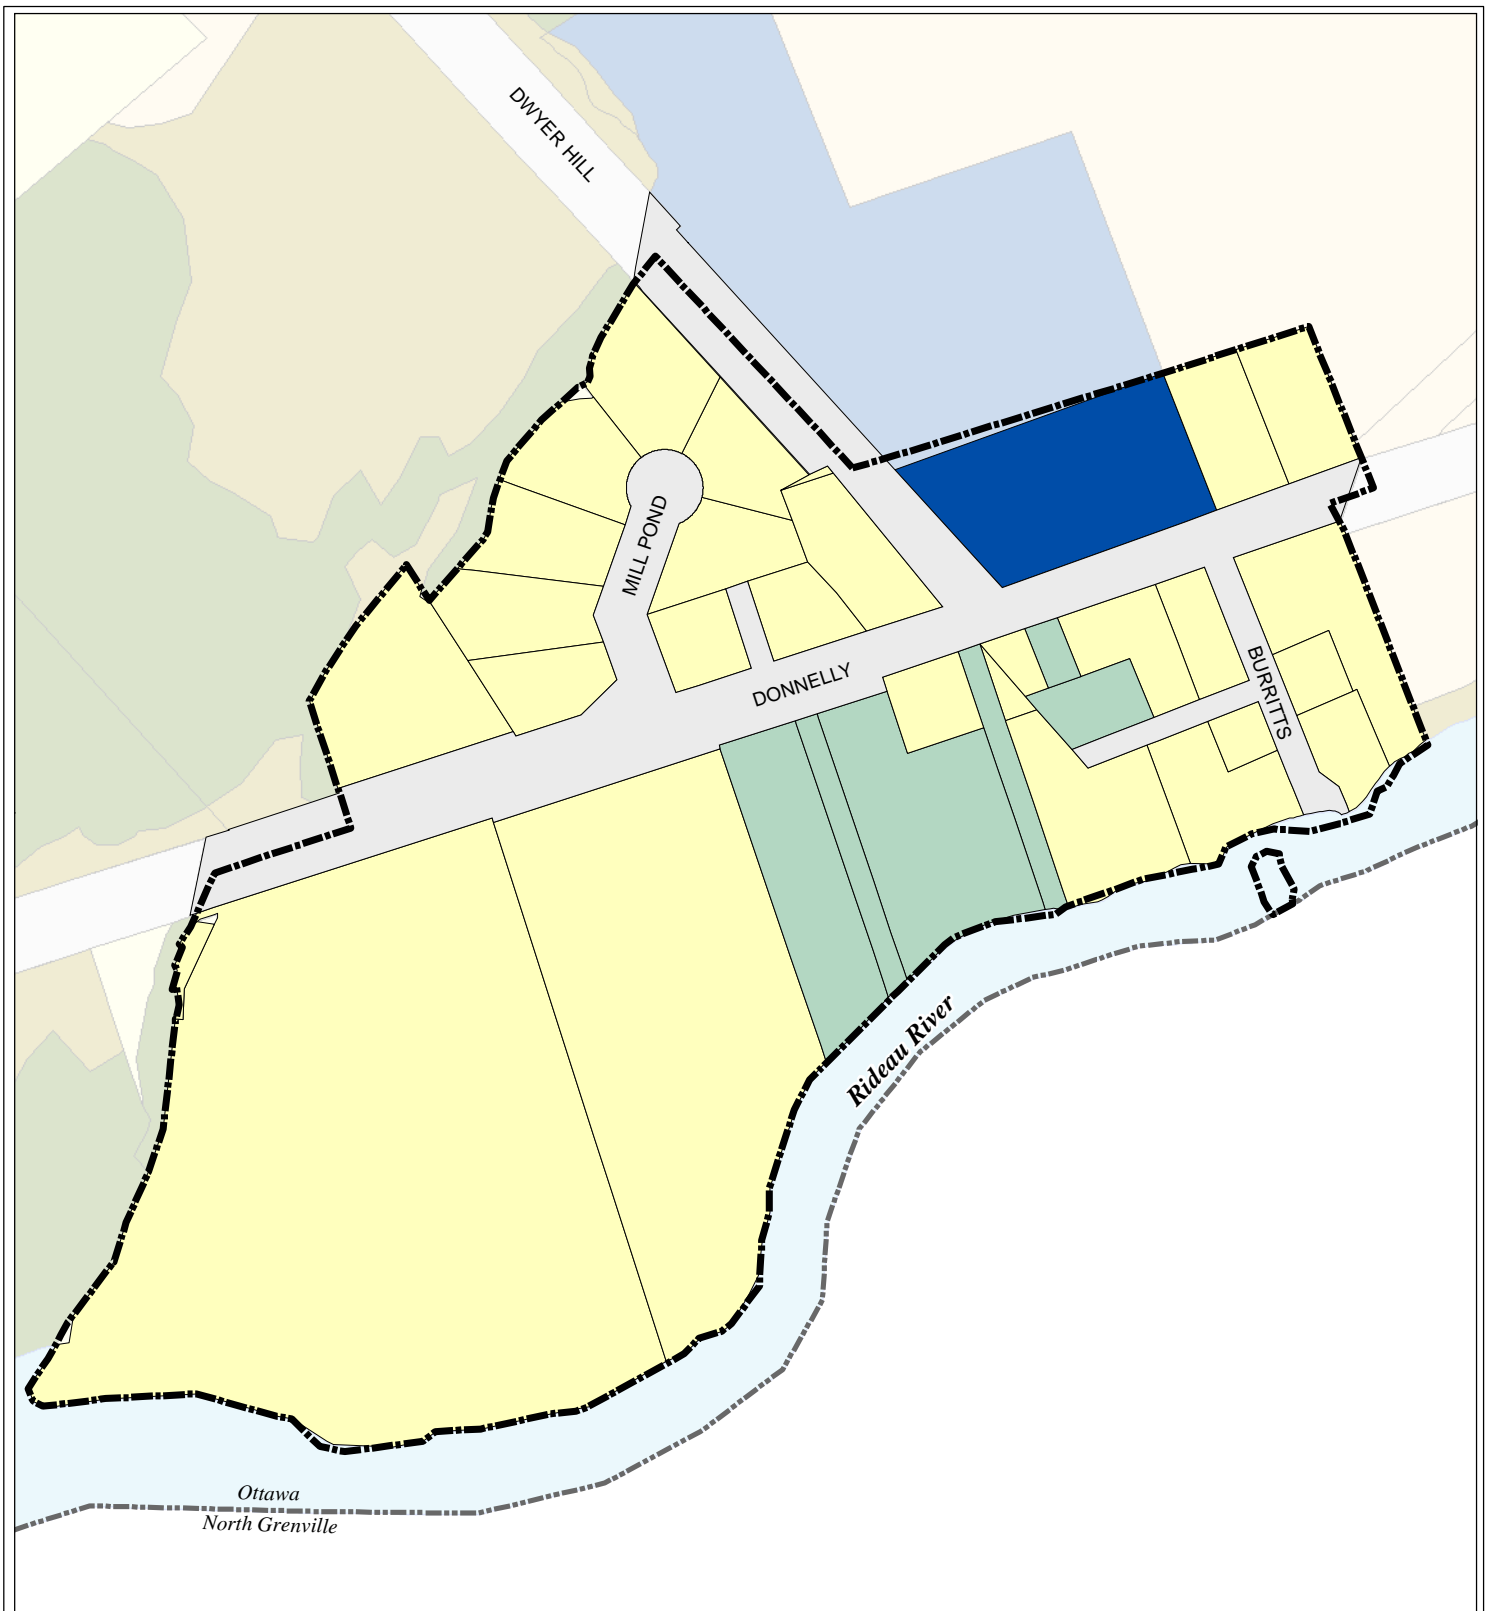 DWYER HILL
MILL POND
DONNELLY
BURRITTS
Rideau River
Ottawa
North Grenville